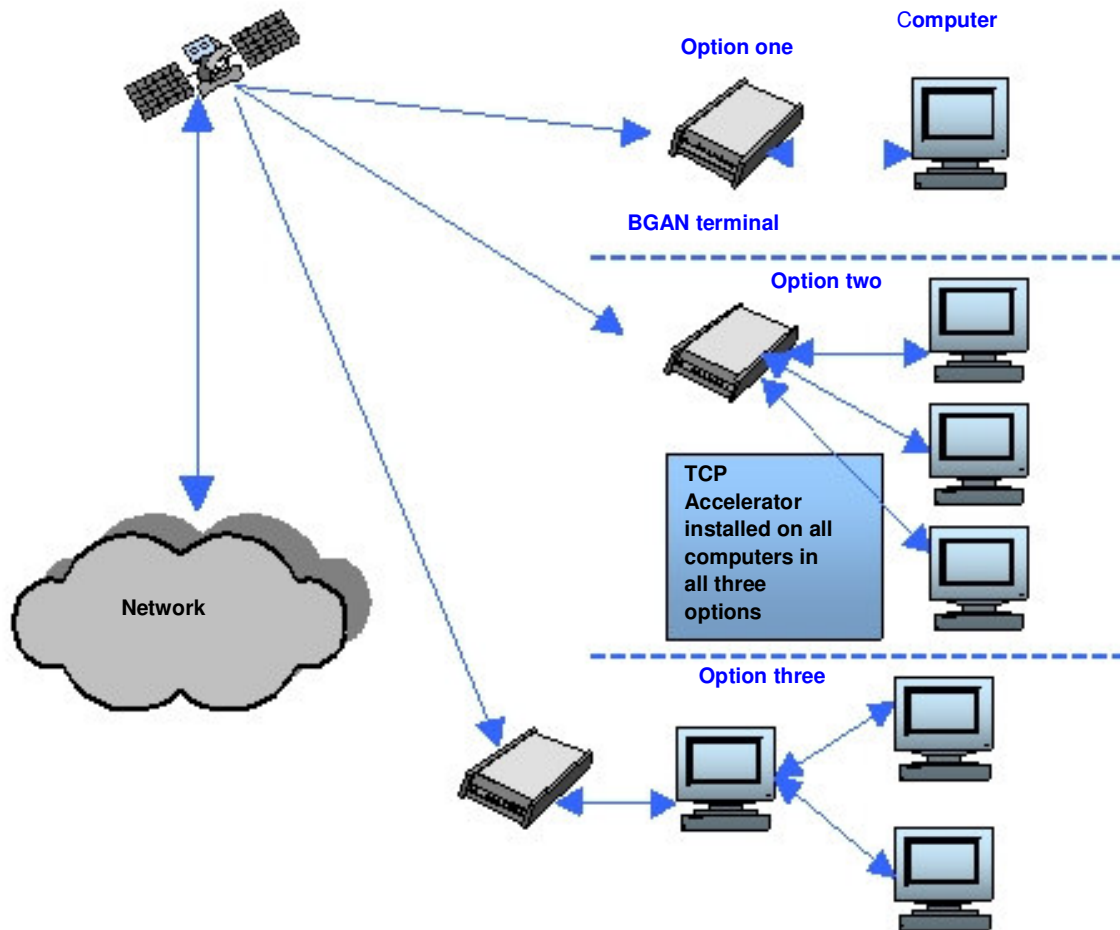 Computer
Option one
BGAN terminal
Option two
TCP
Accelerator
installed on all
computers in
all three
options
Network
Option three